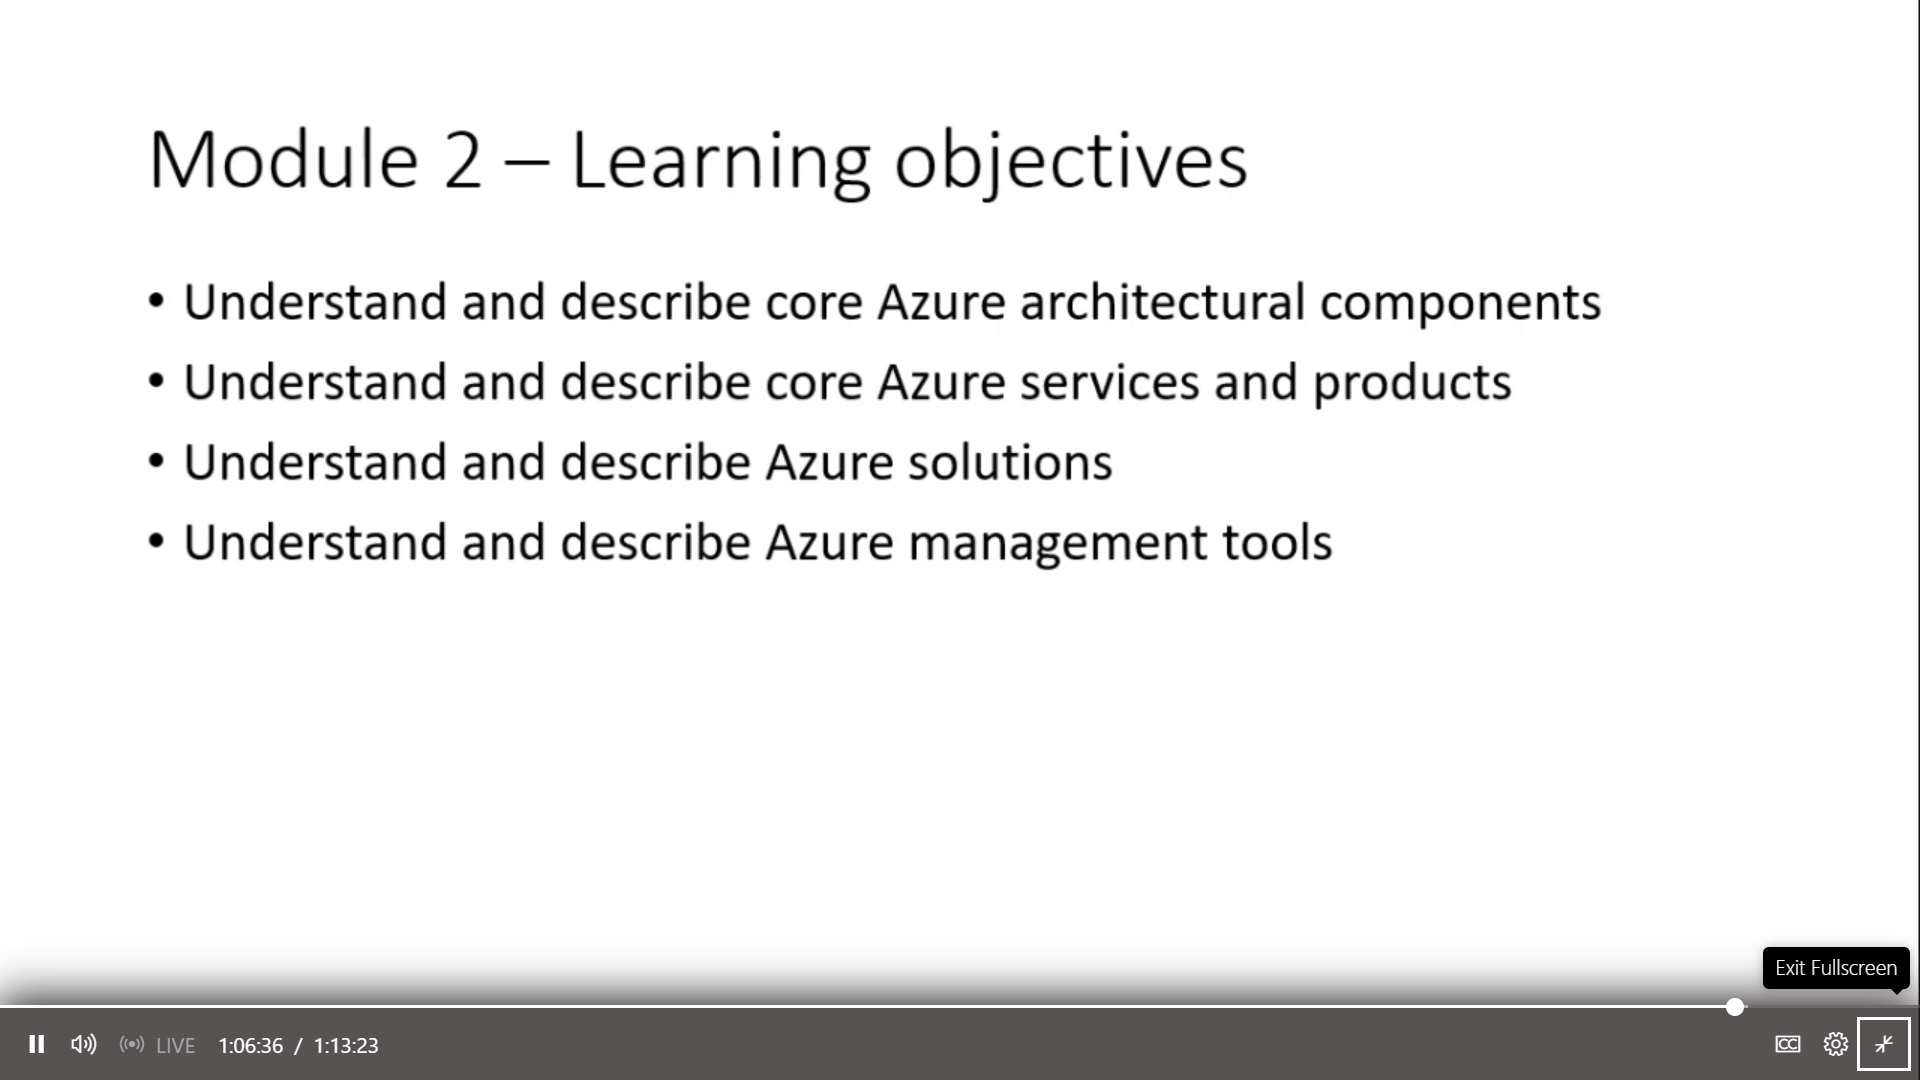 Module 2 – Learning objectives
• Understand and describe core Azure architectural components
• Understand and describe core Azure services and products
• Understand and describe Azure solutions
• Understand and describe Azure management tools
Exit Fullscreen
LIVE 1:06:36 / 1:13:23
CC